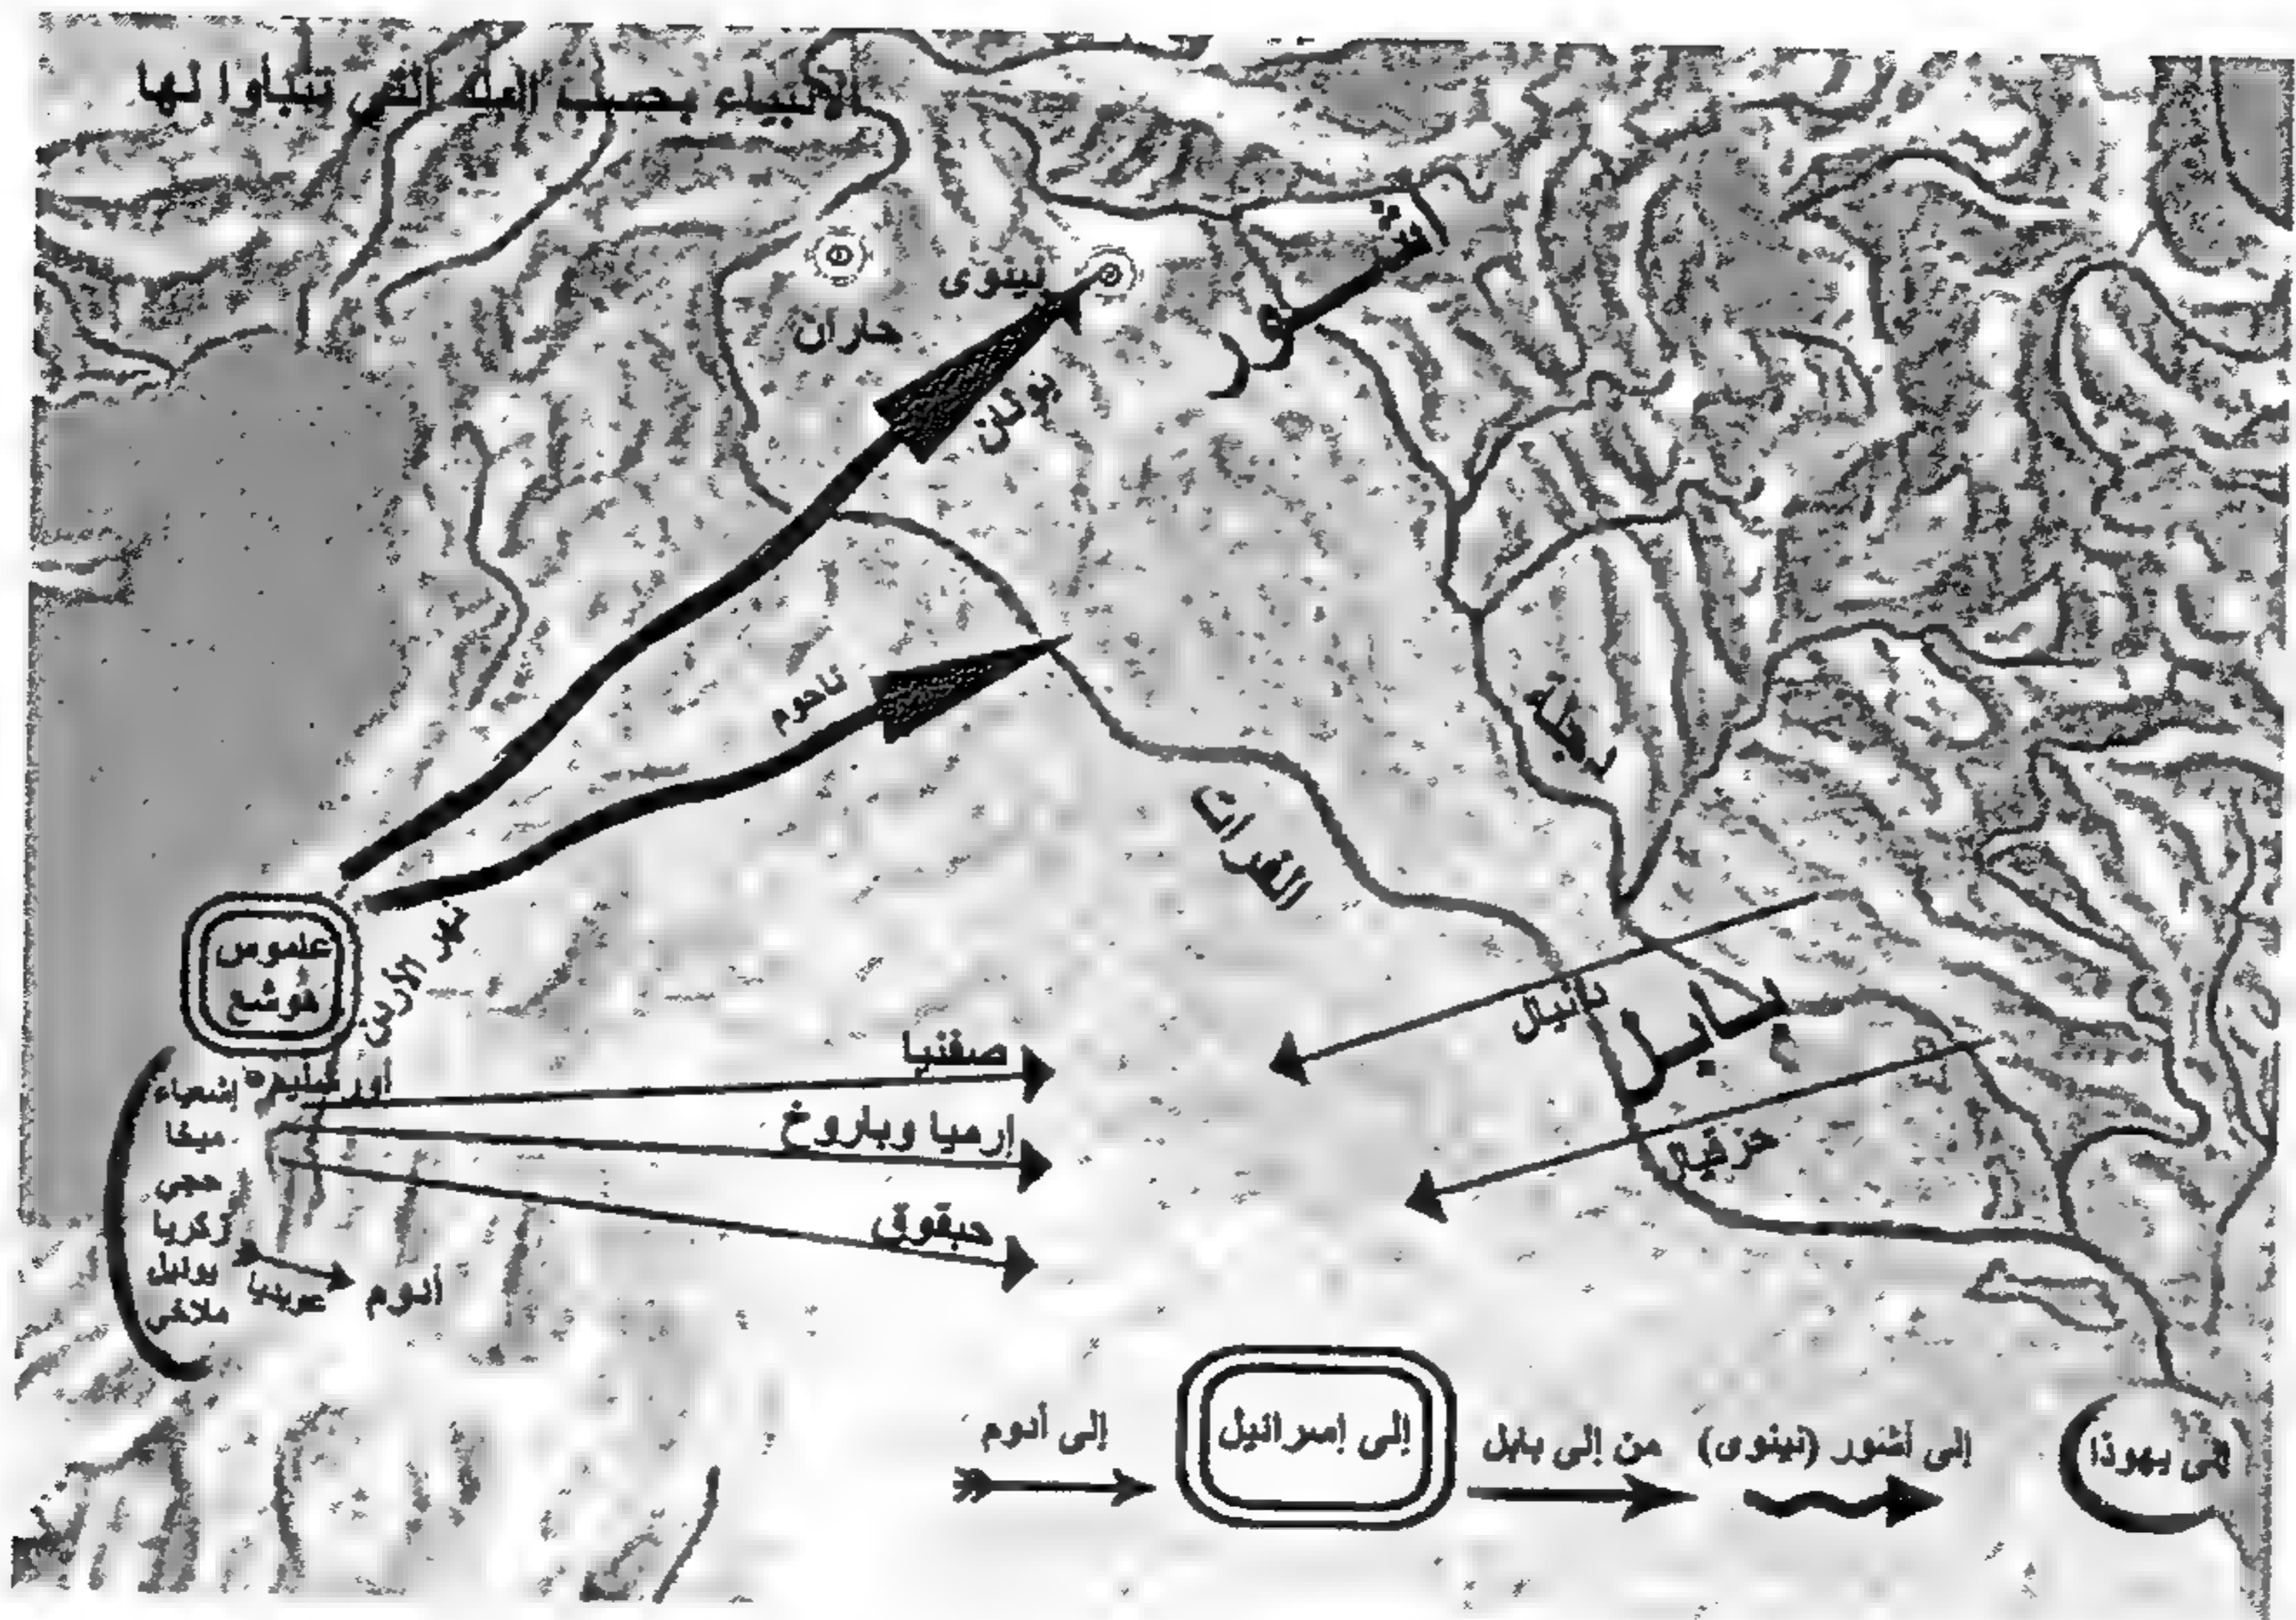 الأنبياء بحسب المله التي تنباوا لها
أشور
نينوى
حاران
يونان
ناحوم
دجلة
الفرات
نهر الأردن
عاموس
هوشع
دانيال
بابل
حزقيال
صفنيا
إرميا وباروخ
حبقوق
أورشليم
إشعياء
ميخا
حجي
زكريا
يوئيل
ملاخي
عوبديا
أدوم
إلى يهوذا
إلى أشور (نينوى)
من إلى بابل
إلى إسرائيل
إلى أدوم